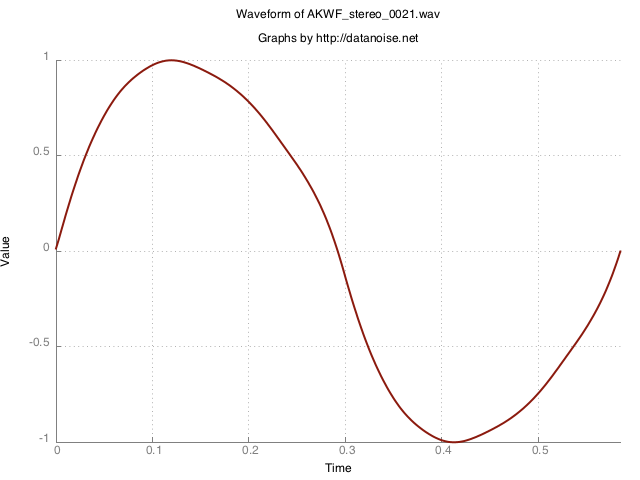 Waveform of AKWF_stereo_0021.wav
Graphs by http://datanoise.net
1
0.5
0
-0.5
-1
Value
0
0.1
0.2
0.3
0.4
0.5
Time